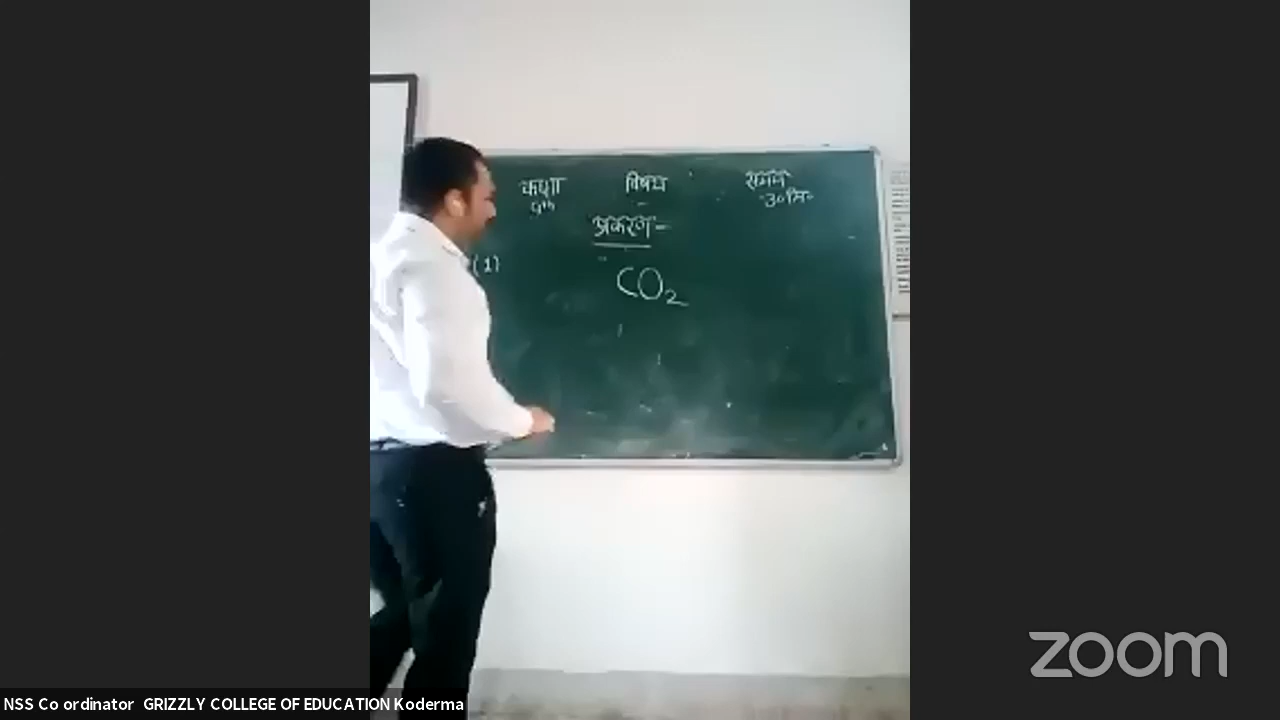 कक्षा विषय समय
9th 30 मि०
प्रकरण -
(1)
CO2
zoom
NSS Co ordinator GRIZZLY COLLEGE OF EDUCATION Koderma